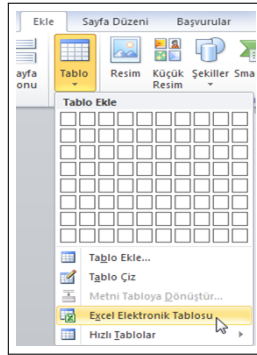 Ekle Sayfa Düzeni Başvurular
ayfa Tablo Resim Küçük Şekiller Sma
onu Resim
Tablo Ekle
Tablo Ekle...
Tablo Çiz
Metni Tabloya Dönüştür...
Excel Elektronik Tablosu
Hızlı Tablolar